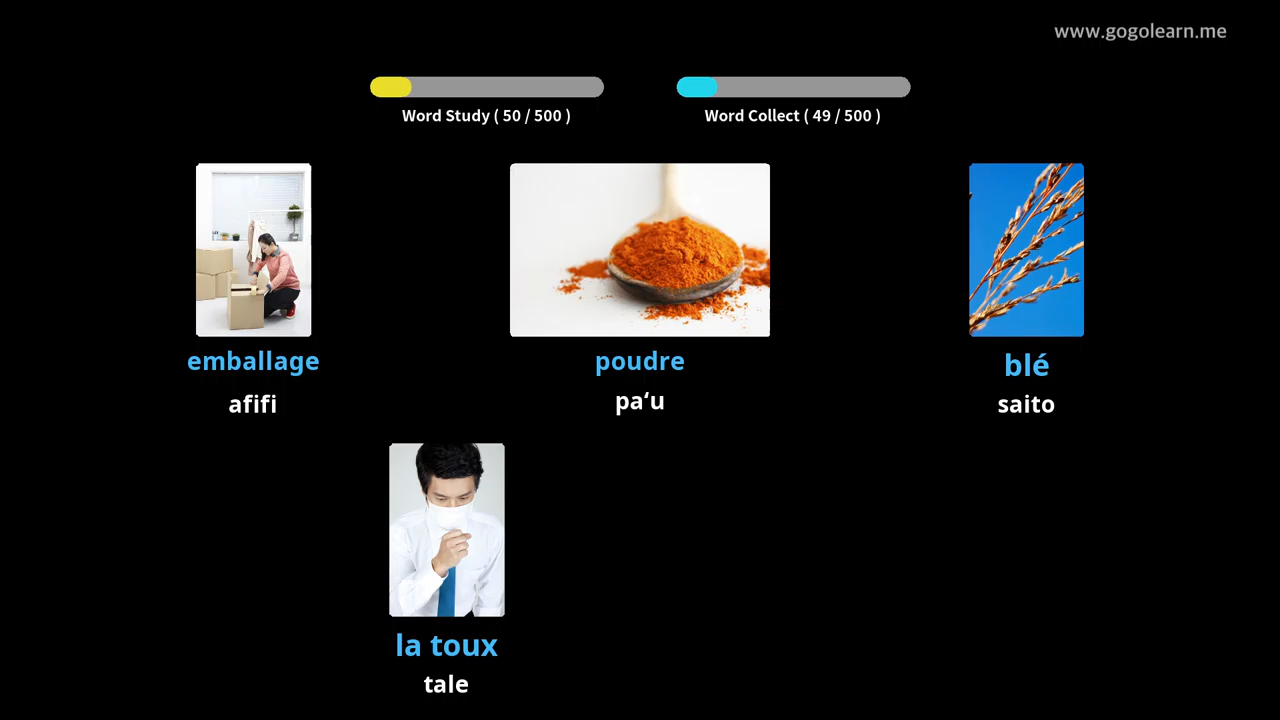 www.gogolearn.me
Word Study ( 50 / 500 )
Word Collect ( 49 / 500 )
emballage
afifi
poudre
paʻu
blé
saito
la toux
tale